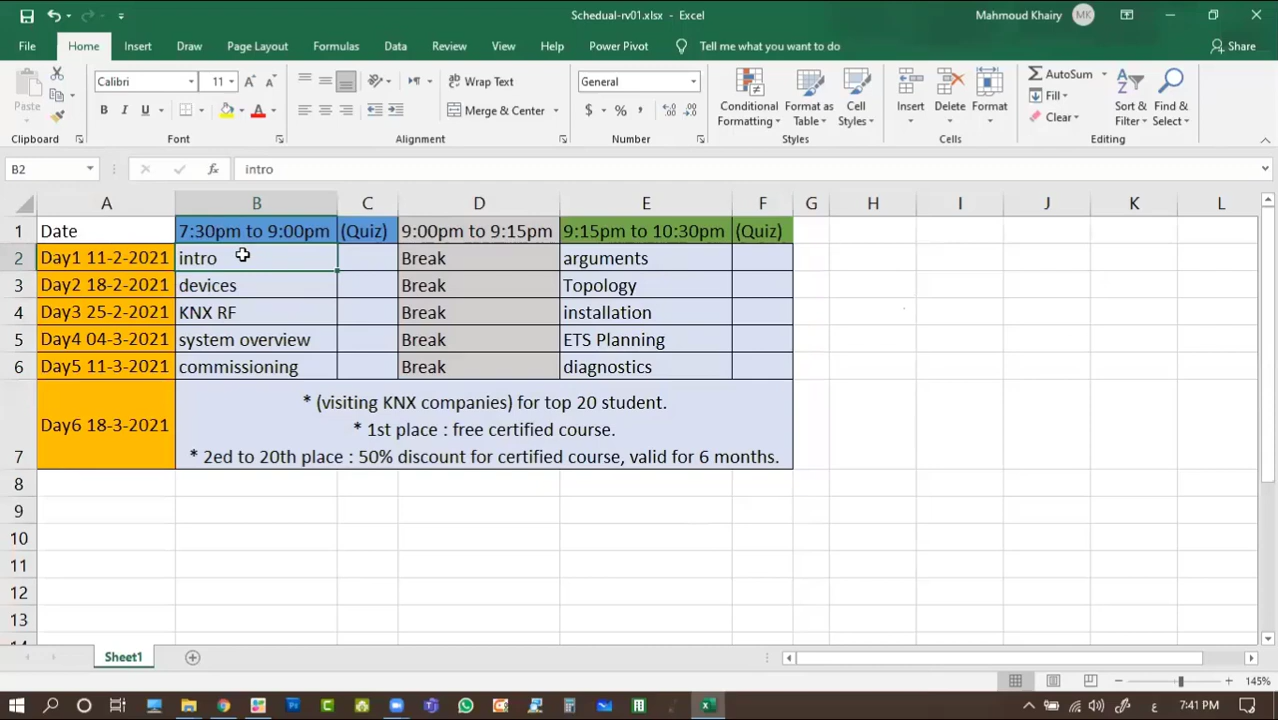 Schedual-rv01.xlsx - Excel
Mahmoud Khairy MK
File Home Insert Draw Page Layout Formulas Data Review View Help Power Pivot Tell me what you want to do Share
Paste
Calibri 11
B I U
A A
Wrap Text
Merge & Center
General
$ % ,
Conditional Formatting
Format as Table
Cell Styles
Insert
Delete
Format
AutoSum
Fill
Clear
Sort & Filter
Find & Select
Clipboard Font Alignment Number Styles Cells Editing
B2 fx intro
A B C D E F G H I J K L
1 Date 7:30pm to 9:00pm (Quiz) 9:00pm to 9:15pm 9:15pm to 10:30pm (Quiz)
2 Day1 11-2-2021 intro Break arguments
3 Day2 18-2-2021 devices Break Topology
4 Day3 25-2-2021 KNX RF Break installation
5 Day4 04-3-2021 system overview Break ETS Planning
6 Day5 11-3-2021 commissioning Break diagnostics
* (visiting KNX companies) for top 20 student.
Day6 18-3-2021 * 1st place : free certified course.
7 * 2ed to 20th place : 50% discount for certified course, valid for 6 months.
8
9
10
11
12
13
14
Sheet1
145%
ع 7:41 PM